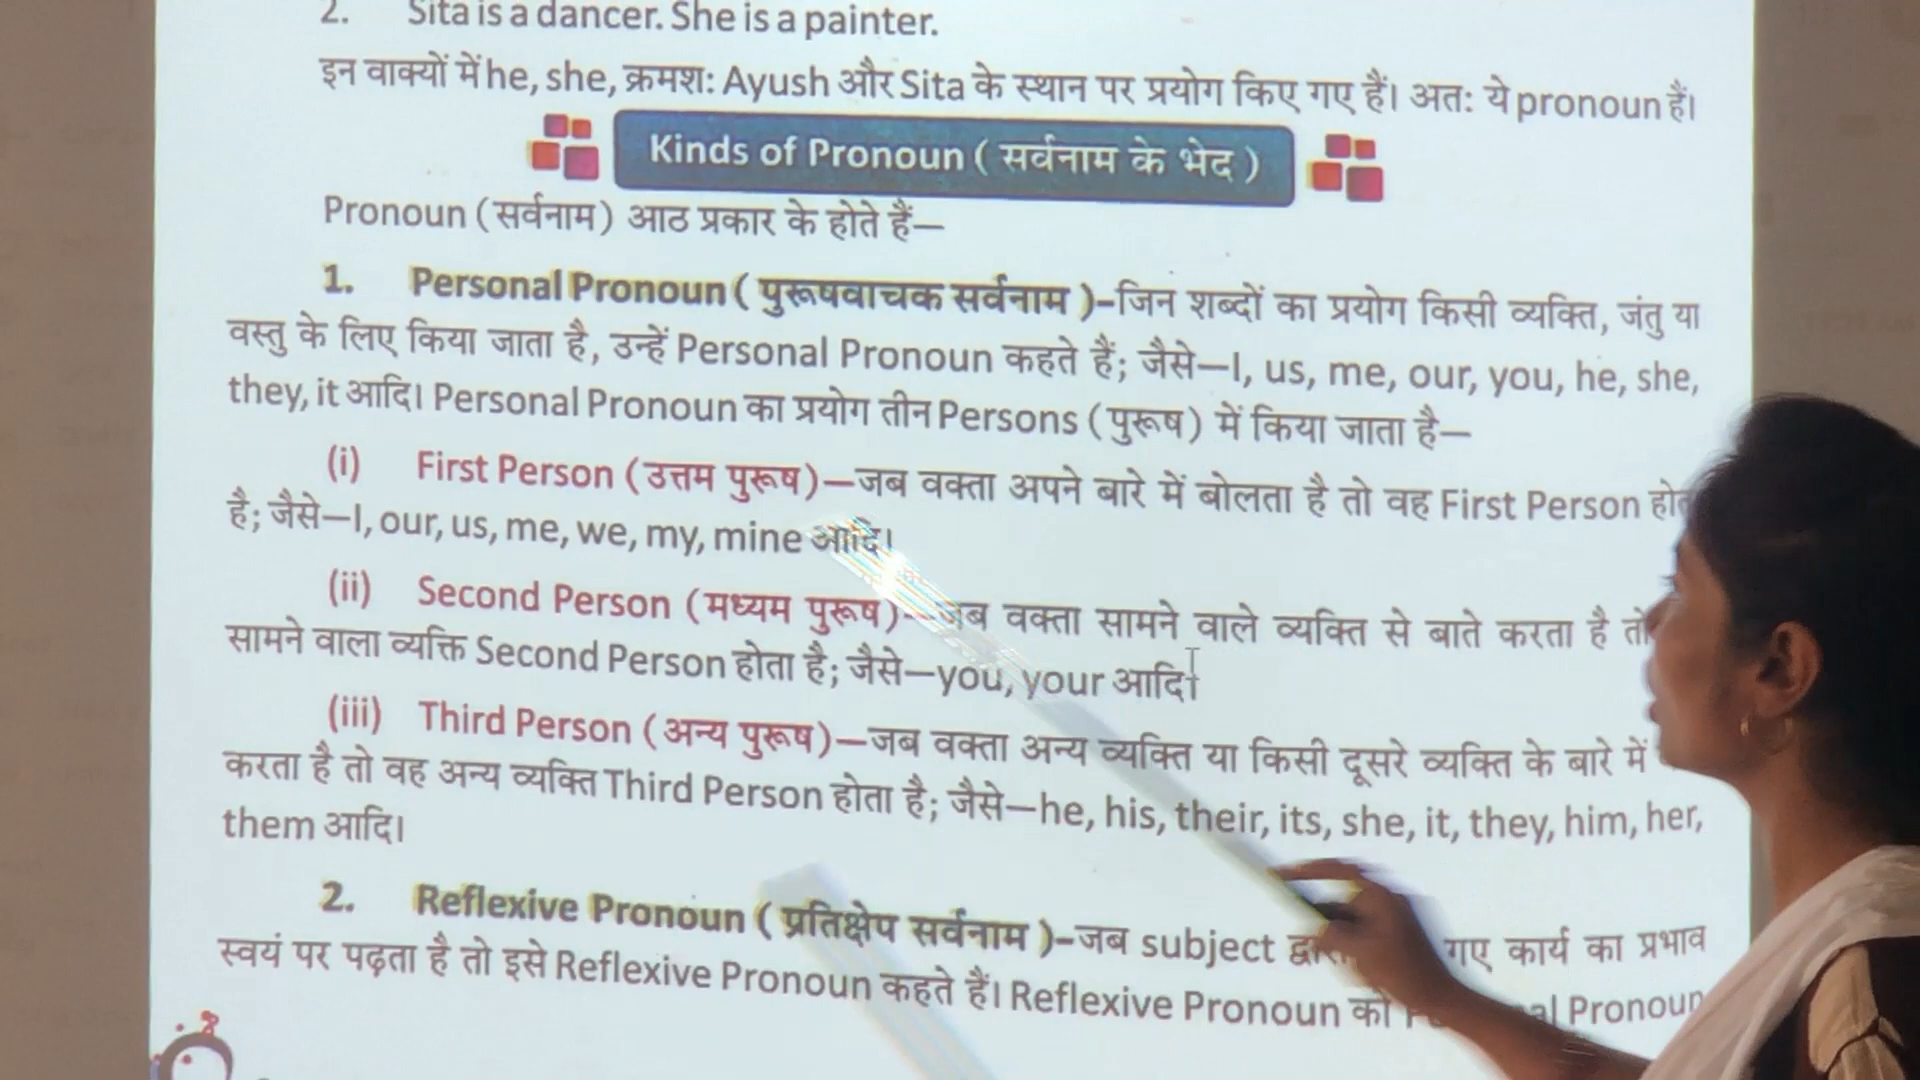 2. Sita is a dancer. She is a painter.
इन वाक्यों में he, she, क्रमश: Ayush और Sita के स्थान पर प्रयोग किए गए हैं। अत: ये pronoun हैं।
Kinds of Pronoun ( सर्वनाम के भेद )
Pronoun (सर्वनाम) आठ प्रकार के होते हैं—
1. Personal Pronoun ( पुरूषवाचक सर्वनाम )-जिन शब्दों का प्रयोग किसी व्यक्ति, जंतु या
वस्तु के लिए किया जाता है, उन्हें Personal Pronoun कहते हैं; जैसे—I, us, me, our, you, he, she,
they, it आदि। Personal Pronoun का प्रयोग तीन Persons (पुरूष) में किया जाता है—
(i) First Person (उत्तम पुरूष)—जब वक्ता अपने बारे में बोलता है तो वह First Person
है; जैसे—I, our, us, me, we, my, mine आदि।
(ii) Second Person (मध्यम पुरूष)—जब वक्ता सामने वाले व्यक्ति से बाते करता है तो
सामने वाला व्यक्ति Second Person होता है; जैसे—you, your आदि।
(iii) Third Person (अन्य पुरूष)—जब वक्ता अन्य व्यक्ति या किसी दूसरे व्यक्ति के बारे में
करता है तो वह अन्य व्यक्ति Third Person होता है; जैसे—he, his, their, its, she, it, they, him, her,
them आदि।
2. Reflexive Pronoun ( प्रतिक्षेप सर्वनाम )-जब subject गए कार्य का प्रभाव
स्वयं पर पढ़ता है तो इसे Reflexive Pronoun कहते हैं। Reflexive Pronoun को Pronoun